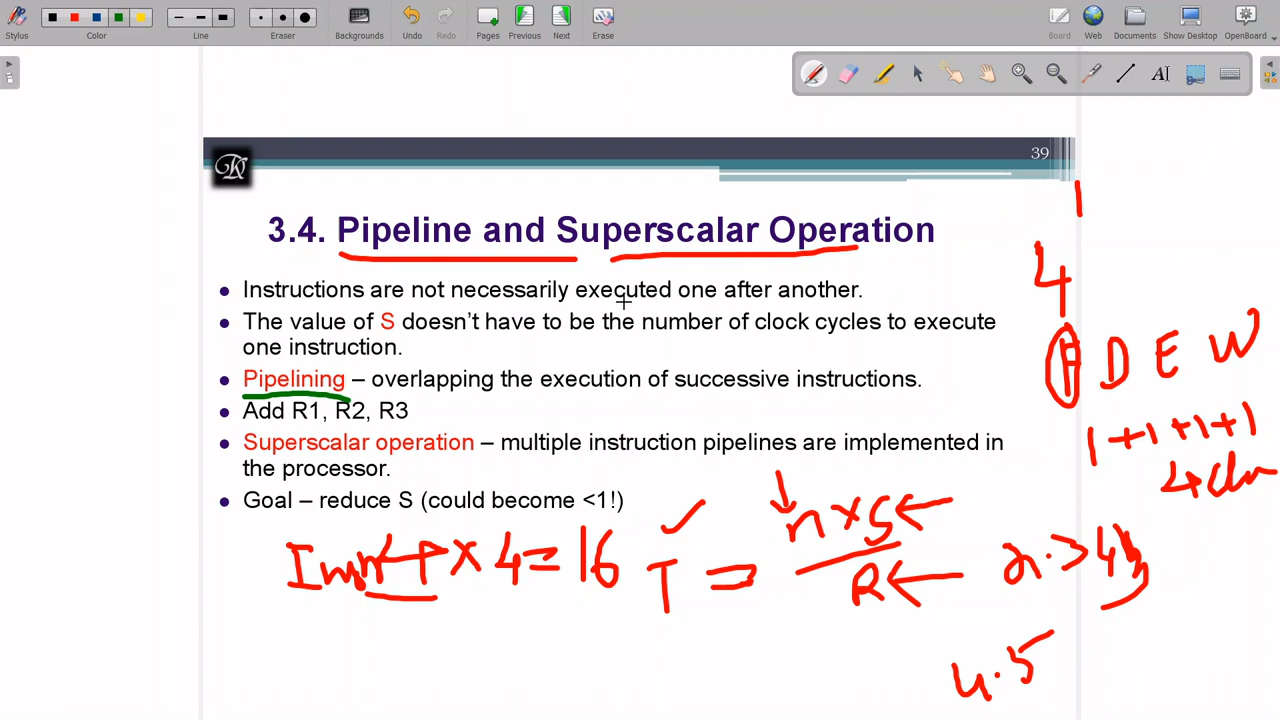 Stylus
Color
Line
Eraser
Backgrounds
Undo
Redo
Pages
Previous
Next
Erase
Board
Web
Documents
Show Desktop
OpenBoard
39
3.4. Pipeline and Superscalar Operation
Instructions are not necessarily executed one after another.
The value of S doesn't have to be the number of clock cycles to execute
one instruction.
Pipelining – overlapping the execution of successive instructions.
Add R1, R2, R3
Superscalar operation – multiple instruction pipelines are implemented in
the processor.
Goal – reduce S (could become <1!)
1
4
F D E W
1+1+1+1
4
X 4 = 16
T = n X S
R
4.5